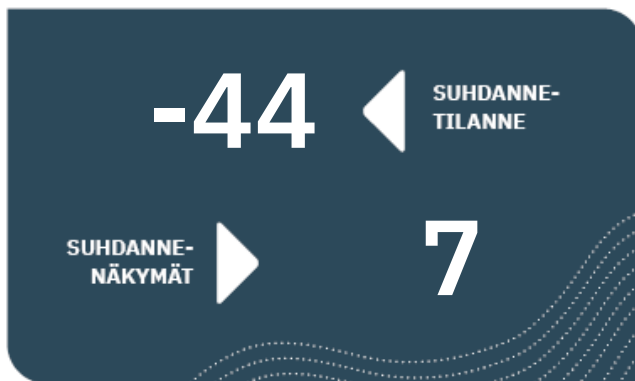 -44
SUHDANNE-
TILANNE
SUHDANNE-
NÄKYMÄT
7